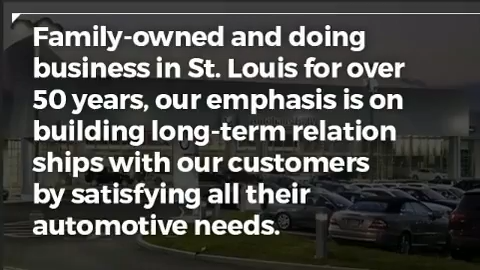 Family-owned and doing
business in St. Louis for over
50 years, our emphasis is on
building long-term relation
ships with our customers
by satisfying all their
automotive needs.